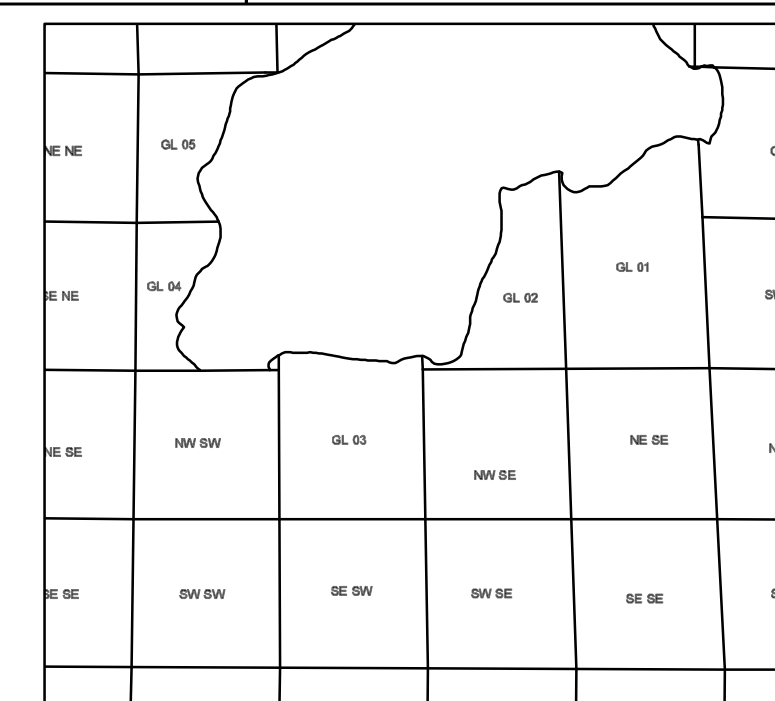 NE NE
GL 05
GL 04
SE NE
GL 02
GL 01
NE SE
NW SW
GL 03
NW SE
NE SE
SE SE
SW SW
SE SW
SW SE
SE SE